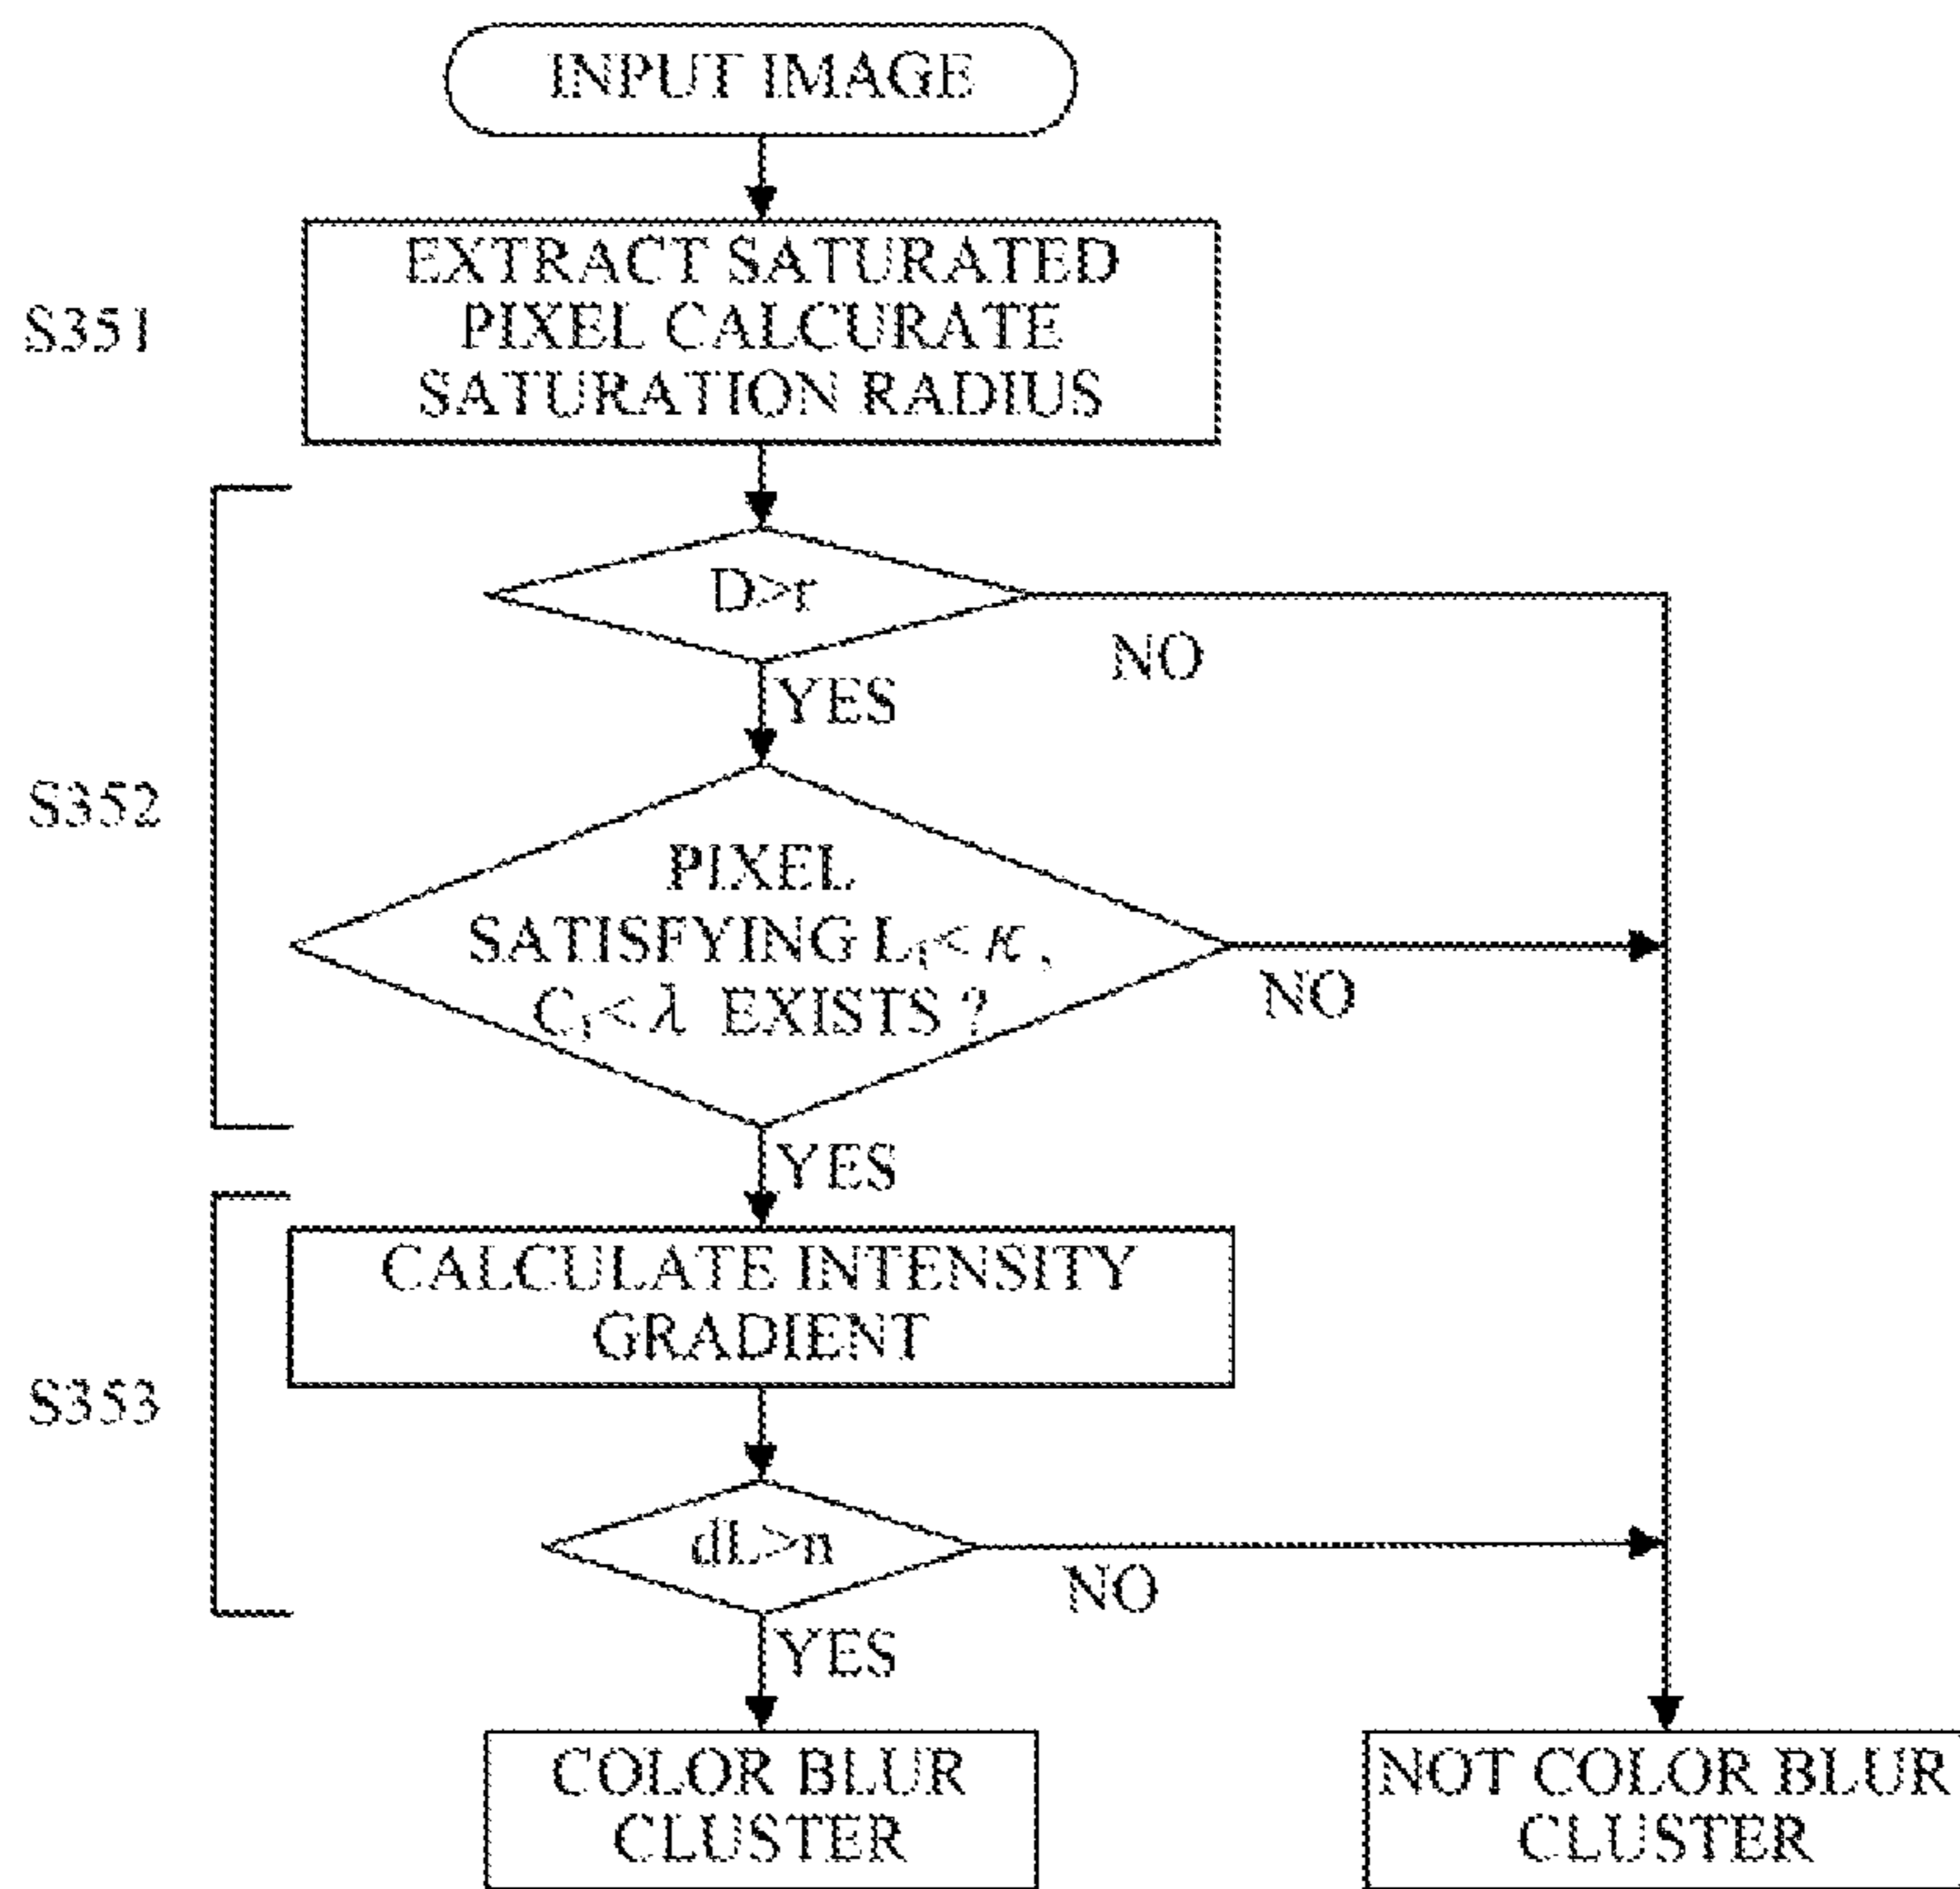 INPUT IMAGE
S351
EXTRACT SATURATED
PIXEL CALCURATE
SATURATION RADIUS
D>r
NO
YES
S352
PIXEL
SATISFYING L₁<κ,
C₁<λ EXISTS ?
NO
YES
S353
CALCULATE INTENSITY
GRADIENT
dL>n
NO
YES
COLOR BLUR
CLUSTER
NOT COLOR BLUR
CLUSTER